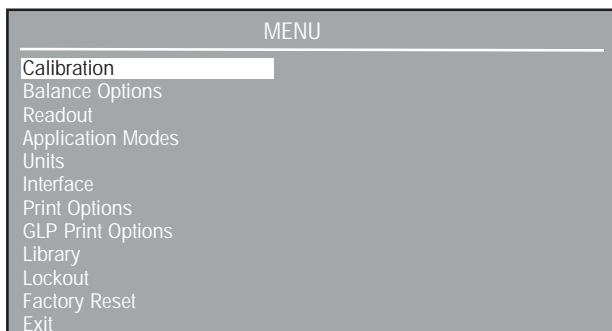 MENU
Calibration
Balance Options
Readout
Application Modes
Units
Interface
Print Options
GLP Print Options
Library
Lockout
Factory Reset
Exit